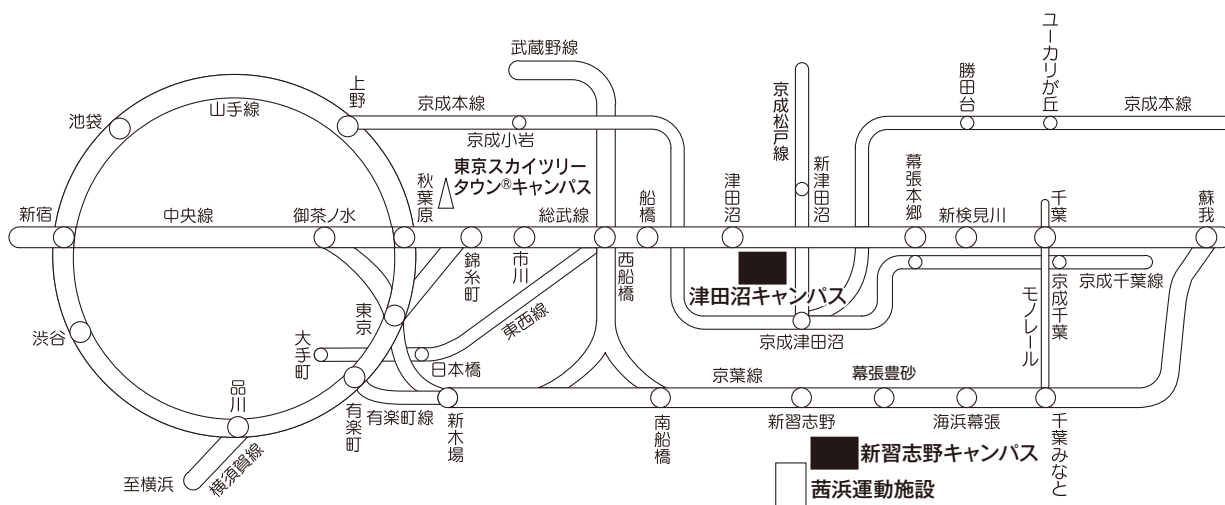 武蔵野線
ユーカリが丘
勝田台
京成松戸線
上野
山手線
池袋
京成本線
京成小岩
京成本線
新津田沼
東京スカイツリー
タウン®キャンパス
秋葉原
幕張本郷
津田沼
船橋
千葉
蘇我
新宿
中央線
御茶ノ水
総武線
新検見川
錦糸町
市川
西船橋
津田沼キャンパス
京成千葉線
京成千葉
モノレール
東京
東西線
渋谷
大手町
日本橋
京成津田沼
京葉線
幕張豊砂
品川
有楽町
有楽町線
新木場
南船橋
新習志野
海浜幕張
千葉みなと
横須賀線
至横浜
新習志野キャンパス
茜浜運動施設